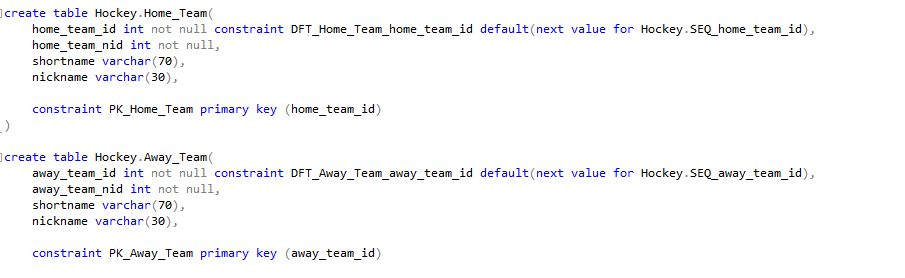 create table Hockey.Home_Team(
home_team_id int not null constraint DFT_Home_Team_home_team_id default(next value for Hockey.SEQ_home_team_id),
home_team_nid int not null,
shortname varchar(70),
nickname varchar(30),
constraint PK_Home_Team primary key (home_team_id)
)
create table Hockey.Away_Team(
away_team_id int not null constraint DFT_Away_Team_away_team_id default(next value for Hockey.SEQ_away_team_id),
away_team_nid int not null,
shortname varchar(70),
nickname varchar(30),
constraint PK_Away_Team primary key (away_team_id)